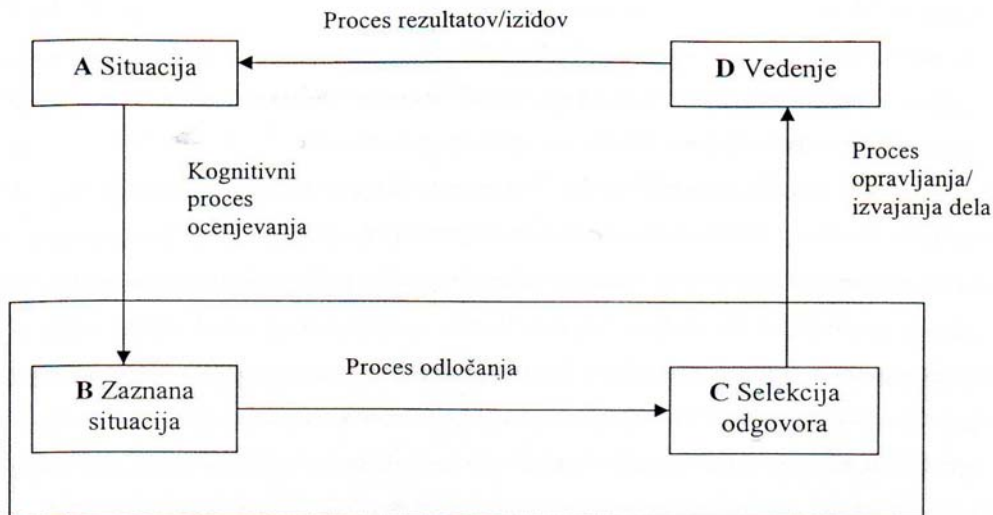 Proces rezultatov/izidov
A Situacija
D Vedenje
Kognitivni
proces
ocenjevanja
Proces
opravljanja/
izvajanja dela
B Zaznana
situacija
Proces odločanja
C Selekcija
odgovora